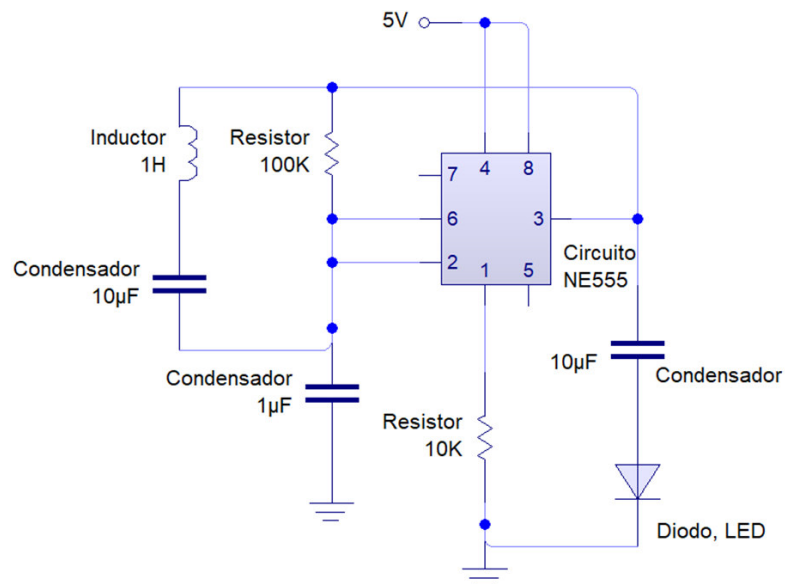 5V
Inductor
1H
Resistor
100K
7
4
8
6
3
2
1
5
Circuito
NE555
Condensador
10µF
Condensador
1µF
Resistor
10K
10µF
Condensador
Diodo, LED